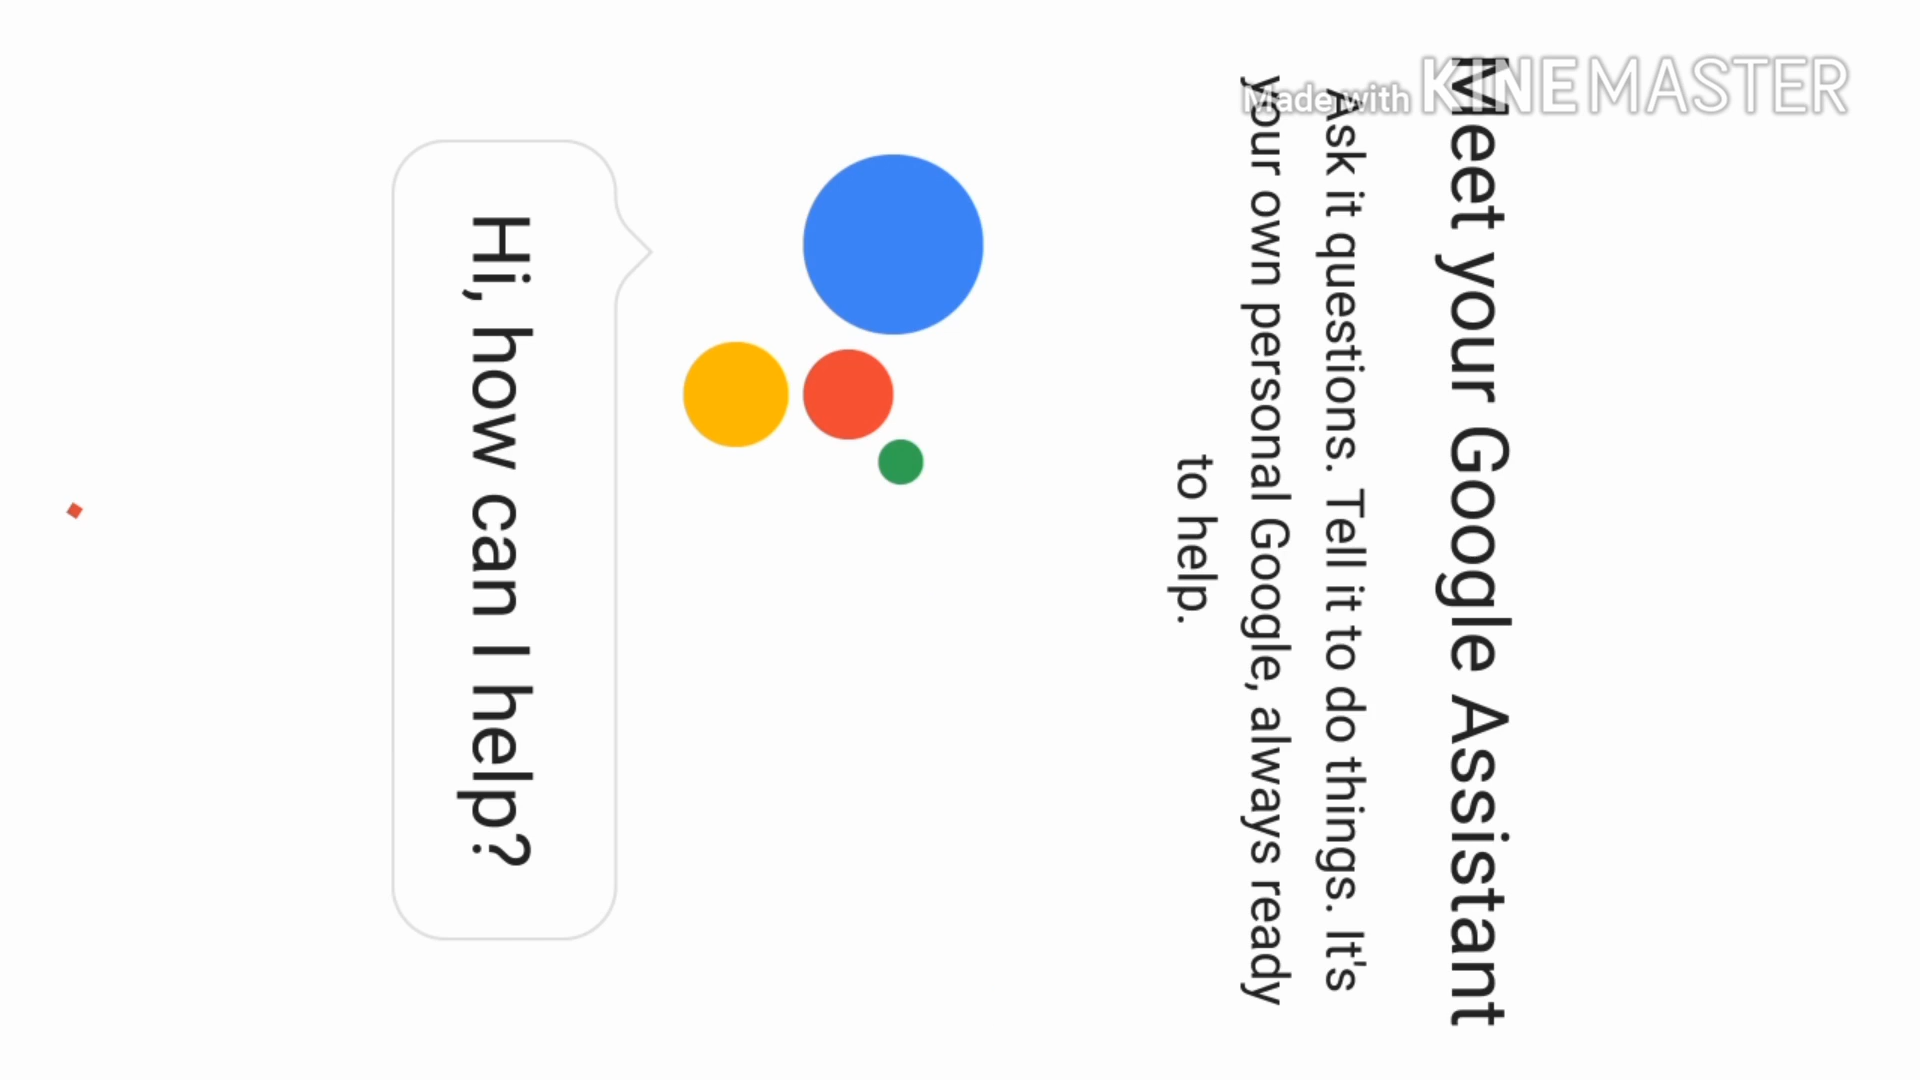 Made with KINEMASTER
Meet your Google Assistant
Ask it questions. Tell it to do things. It's
your own personal Google, always ready
to help.
Hi, how can I help?